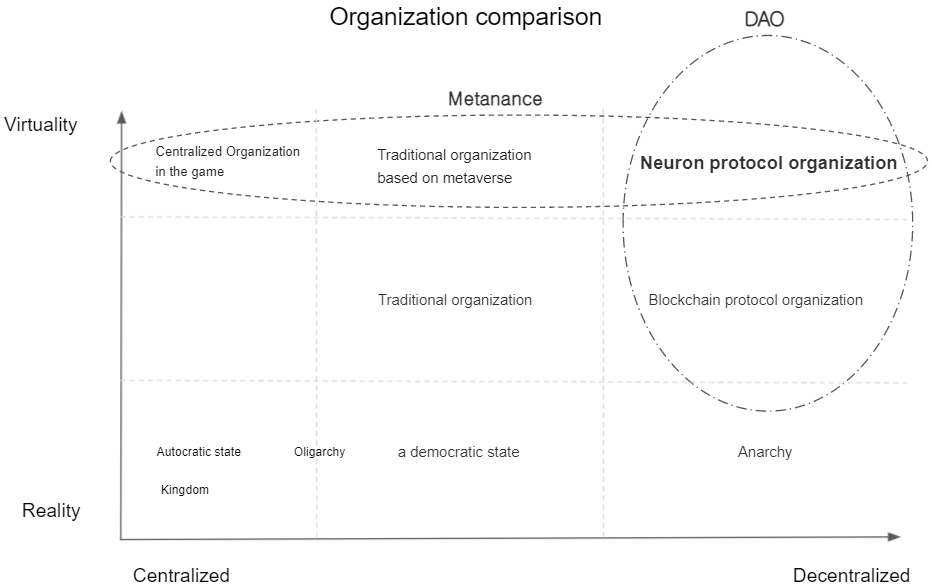 Organization comparison
DAO
Metanance
Virtuality
Centralized Organization
in the game
Traditional organization
based on metaverse
Neuron protocol organization
Traditional organization
Blockchain protocol organization
Autocratic state
Oligarchy
a democratic state
Anarchy
Kingdom
Reality
Centralized
Decentralized